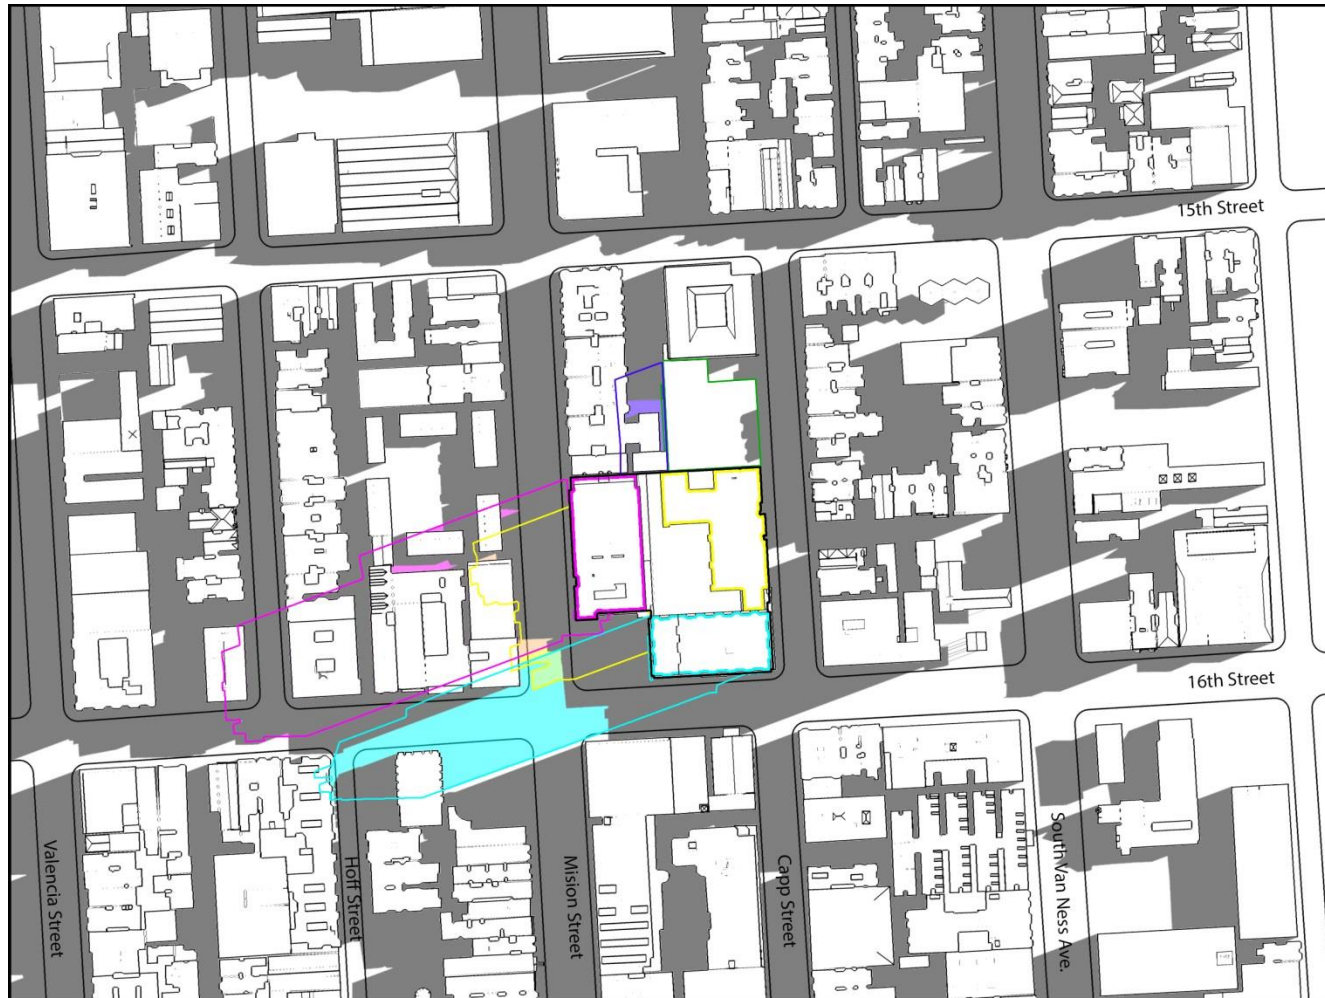 15th Street
16th Street
Valencia Street
Hoff Street
Mision Street
Capp Street
South Van Ness Ave.